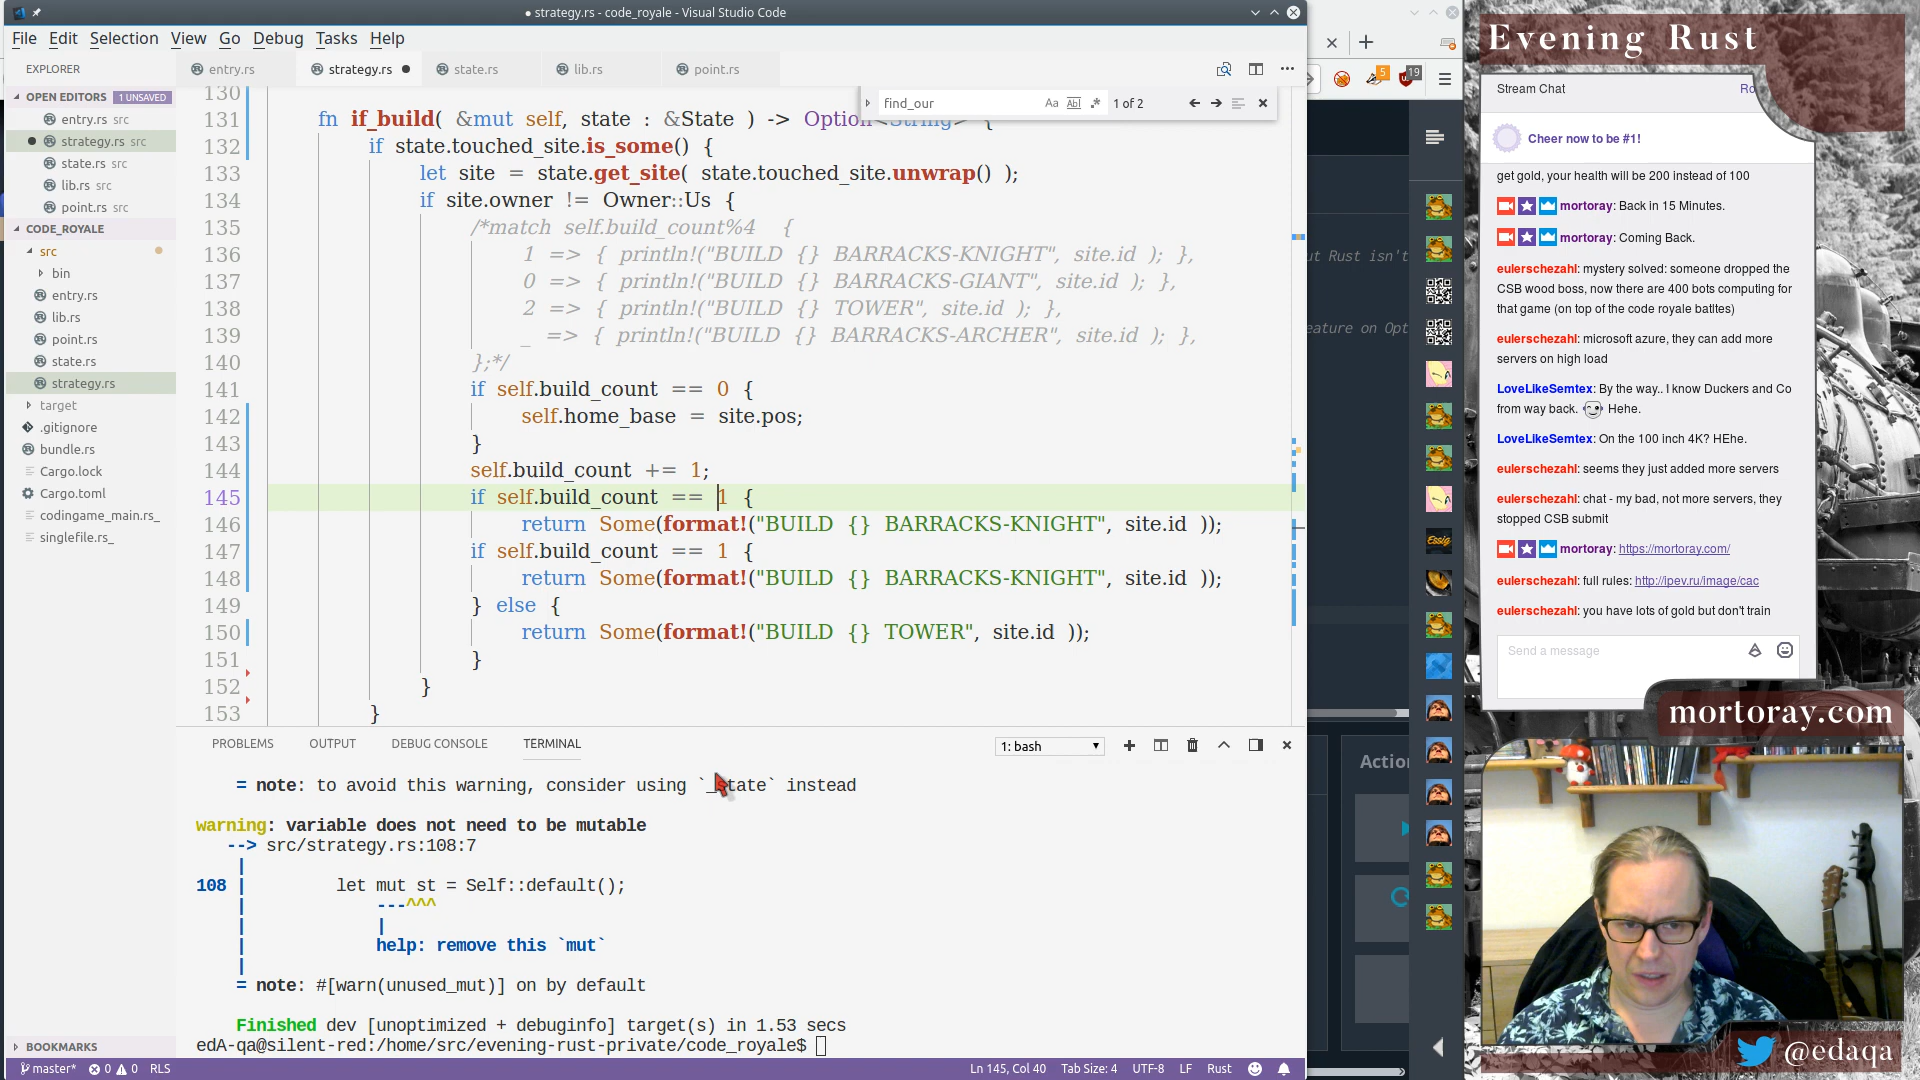 strategy.rs - code_royale - Visual Studio Code
File Edit Selection View Go Debug Tasks Help
EXPLORER
OPEN EDITORS 1 UNSAVED
entry.rs src
strategy.rs src
state.rs src
lib.rs src
point.rs src
CODE_ROYALE
src
bin
entry.rs
lib.rs
point.rs
state.rs
strategy.rs
target
.gitignore
bundle.rs
Cargo.lock
Cargo.toml
codingame_main.rs_
singlefile.rs_
BOOKMARKS
entry.rs strategy.rs state.rs lib.rs point.rs
find_our Aa Abl .* 1 of 2
130
131 fn if_build( &mut self, state : &State ) -> Option<String> {
132 if state.touched_site.is_some() {
133 let site = state.get_site( state.touched_site.unwrap() );
134 if site.owner != Owner::Us {
135 /*match self.build_count%4 {
136 1 => { println!("BUILD {} BARRACKS-KNIGHT", site.id ); },
137 0 => { println!("BUILD {} BARRACKS-GIANT", site.id ); },
138 2 => { println!("BUILD {} TOWER", site.id ); },
139 _ => { println!("BUILD {} BARRACKS-ARCHER", site.id ); },
140 };*/
141 if self.build_count == 0 {
142 self.home_base = site.pos;
143 }
144 self.build_count += 1;
145 if self.build_count == 1 {
146 return Some(format!("BUILD {} BARRACKS-KNIGHT", site.id ));
147 if self.build_count == 1 {
148 return Some(format!("BUILD {} BARRACKS-KNIGHT", site.id ));
149 } else {
150 return Some(format!("BUILD {} TOWER", site.id ));
151 }
152 }
153 }
PROBLEMS OUTPUT DEBUG CONSOLE TERMINAL 1: bash
= note: to avoid this warning, consider using `_state` instead
warning: variable does not need to be mutable
--> src/strategy.rs:108:7
|
108 | let mut st = Self::default();
| ---^^^
| |
| help: remove this `mut`
|
= note: #[warn(unused_mut)] on by default
Finished dev [unoptimized + debuginfo] target(s) in 1.53 secs
edA-qa@silent-red:/home/src/evening-rust-private/code_royale$
master* 0 0 RLS Ln 145, Col 40 Tab Size: 4 UTF-8 LF Rust
5 19
ut Rust isn't
eature on Opt
Essig
Evening Rust
Stream Chat
Cheer now to be #1!
get gold, your health will be 200 instead of 100
mortoray: Back in 15 Minutes.
mortoray: Coming Back.
eulerschezahl: mystery solved: someone dropped the
CSB wood boss, now there are 400 bots computing for
that game (on top of the code royale batltes)
eulerschezahl: microsoft azure, they can add more
servers on high load
LoveLikeSemtex: By the way.. I know Duckers and Co
from way back. Hehe.
LoveLikeSemtex: On the 100 inch 4K? HEhe.
eulerschezahl: seems they just added more servers
eulerschezahl: chat - my bad, not more servers, they
stopped CSB submit
mortoray: https://mortoray.com/
eulerschezahl: full rules: http://ipev.ru/image/cac
eulerschezahl: you have lots of gold but don't train
Send a message
mortoray.com
@edaqa